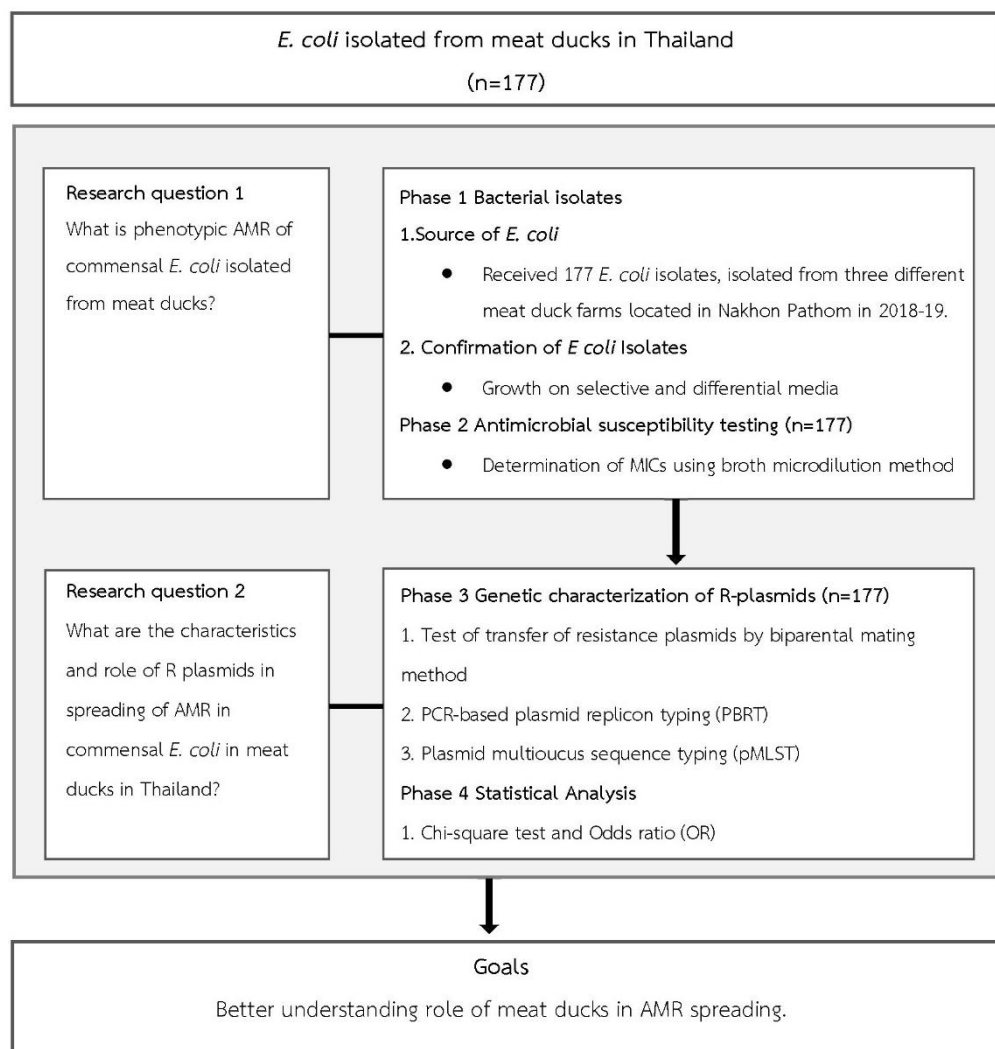 E. coli isolated from meat ducks in Thailand
(n=177)
Research question 1
What is phenotypic AMR of
commensal E. coli isolated
from meat ducks?
Phase 1 Bacterial isolates
1.Source of E. coli
● Received 177 E. coli isolates, isolated from three different
meat duck farms located in Nakhon Pathom in 2018-19.
2. Confirmation of E coli Isolates
● Growth on selective and differential media
Phase 2 Antimicrobial susceptibility testing (n=177)
● Determination of MICs using broth microdilution method
Research question 2
What are the characteristics
and role of R plasmids in
spreading of AMR in
commensal E. coli in meat
ducks in Thailand?
Phase 3 Genetic characterization of R-plasmids (n=177)
1. Test of transfer of resistance plasmids by biparental mating
method
2. PCR-based plasmid replicon typing (PBRT)
3. Plasmid multioucus sequence typing (pMLST)
Phase 4 Statistical Analysis
1. Chi-square test and Odds ratio (OR)
Goals
Better understanding role of meat ducks in AMR spreading.